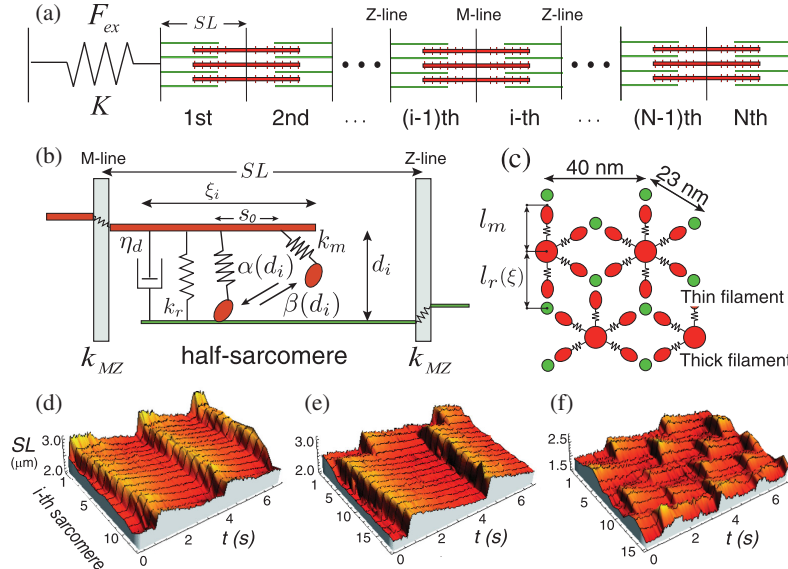 (a)
F_ex
K
SL
Z-line M-line Z-line
1st 2nd ... (i-1)th i-th ... (N-1)th Nth
(b)
M-line
SL
Z-line
ξ_i
s_0
η_d
k_r
k_m
α(d_i)
β(d_i)
d_i
k_MZ
half-sarcomere
k_MZ
(c)
40 nm
23 nm
l_m
l_r(ξ)
Thin filament
Thick filament
(d)
SL
(μm)
3.0
2.0
1
5
10
i-th sarcomere
0
2
4
6
t (s)
(e)
3.0
2.0
1
5
10
15
0
2
4
6
t (s)
(f)
2.5
1.5
1
5
10
15
0
2
4
6
t (s)